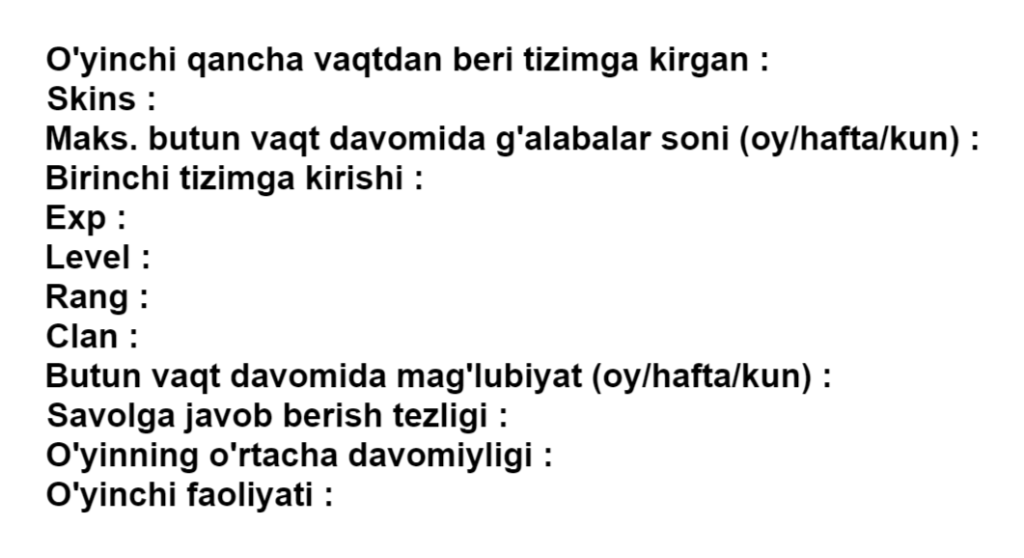 O'yinchi qancha vaqtdan beri tizimga kirgan :
Skins :
Maks. butun vaqt davomida g'alabalar soni (oy/hafta/kun) :
Birinchi tizimga kirishi :
Exp :
Level :
Rang :
Clan :
Butun vaqt davomida mag'lubiyat (oy/hafta/kun) :
Savolga javob berish tezligi :
O'yinning o'rtacha davomiyligi :
O'yinchi faoliyati :